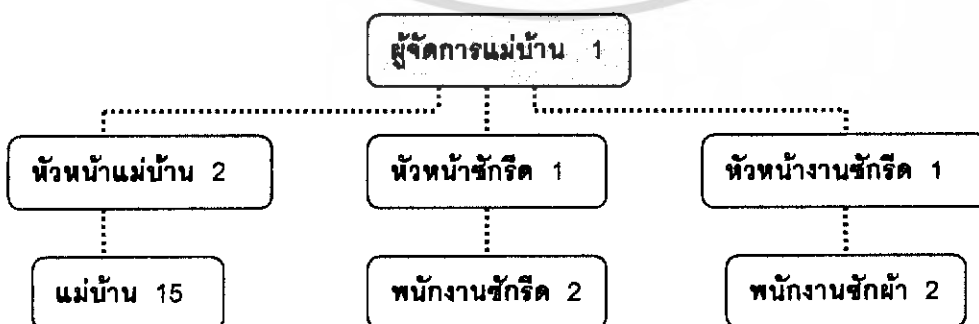 ผู้จัดการแม่บ้าน 1
หัวหน้าแม่บ้าน 2
หัวหน้าซักรีด 1
หัวหน้างานซักรีด 1
แม่บ้าน 15
พนักงานซักรีด 2
พนักงานซักผ้า 2